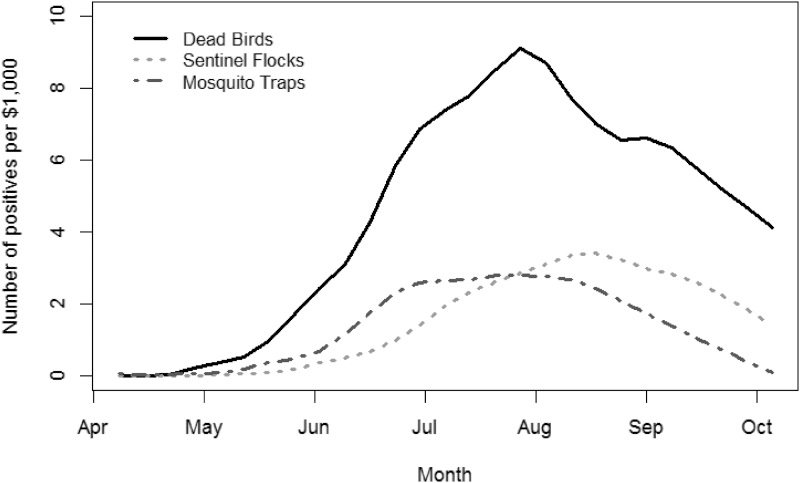 Number of positives per $1,000
10
8
6
4
2
0
Dead Birds
Sentinel Flocks
Mosquito Traps
Apr May Jun Jul Aug Sep Oct
Month